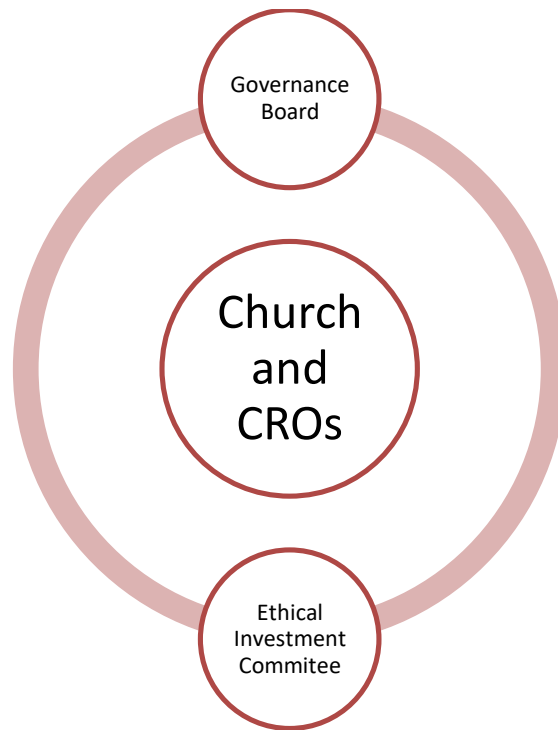 Governance
Board
Church
and
CROs
Ethical
Investment
Commitee